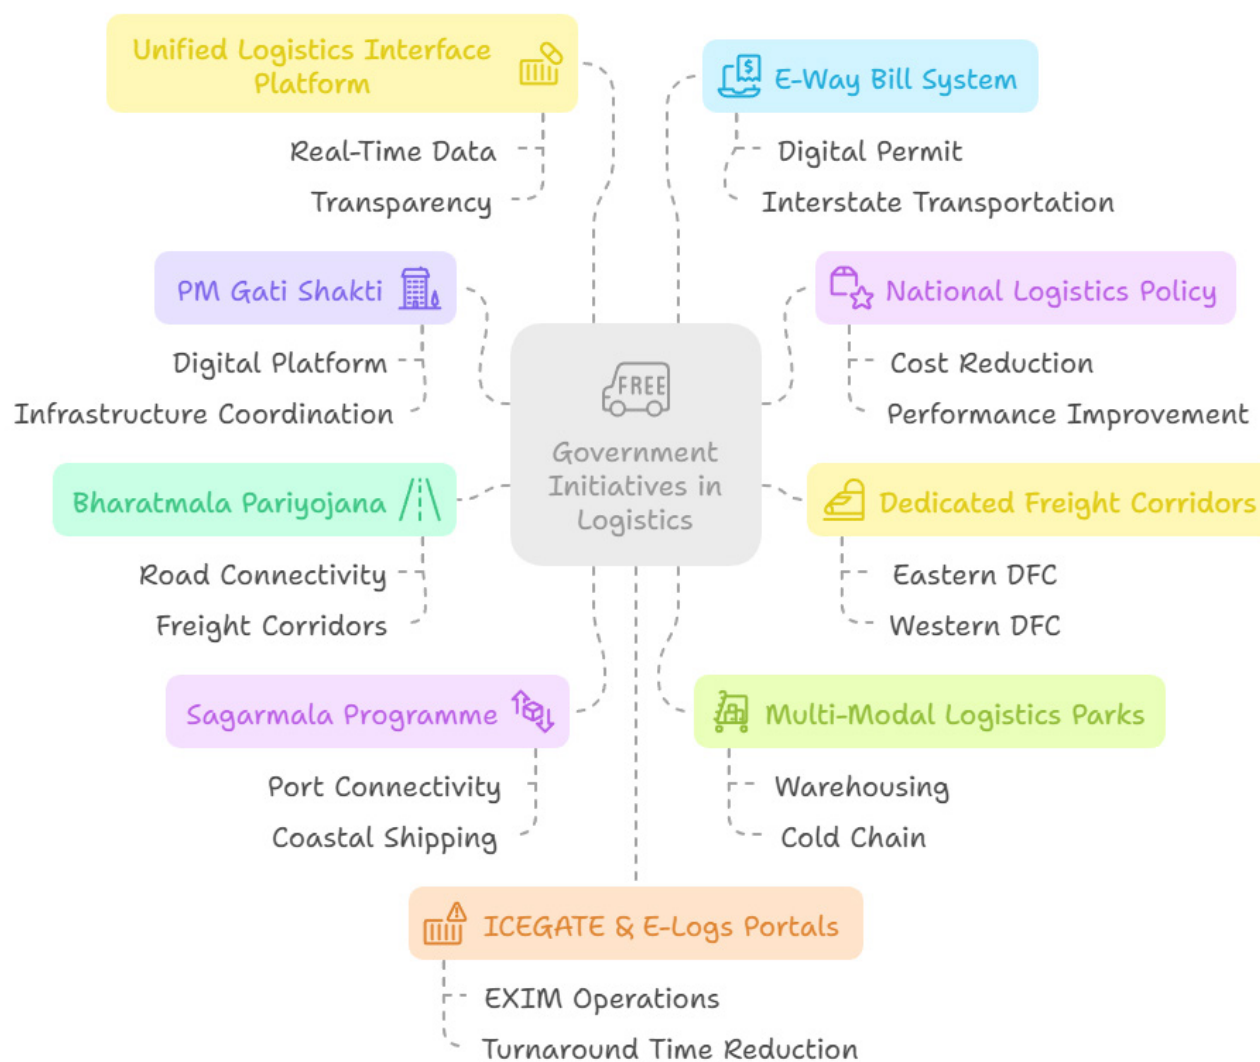 Unified Logistics Interface
Platform
Real-Time Data
Transparency
E-Way Bill System
Digital Permit
Interstate Transportation
PM Gati Shakti
Digital Platform
Infrastructure Coordination
National Logistics Policy
Cost Reduction
Performance Improvement
FREE
Government
Initiatives in
Logistics
Bharatmala Pariyojana
Road Connectivity
Freight Corridors
Dedicated Freight Corridors
Eastern DFC
Western DFC
Sagarmala Programme
Port Connectivity
Coastal Shipping
Multi-Modal Logistics Parks
Warehousing
Cold Chain
ICEGATE & E-Logs Portals
EXIM Operations
Turnaround Time Reduction